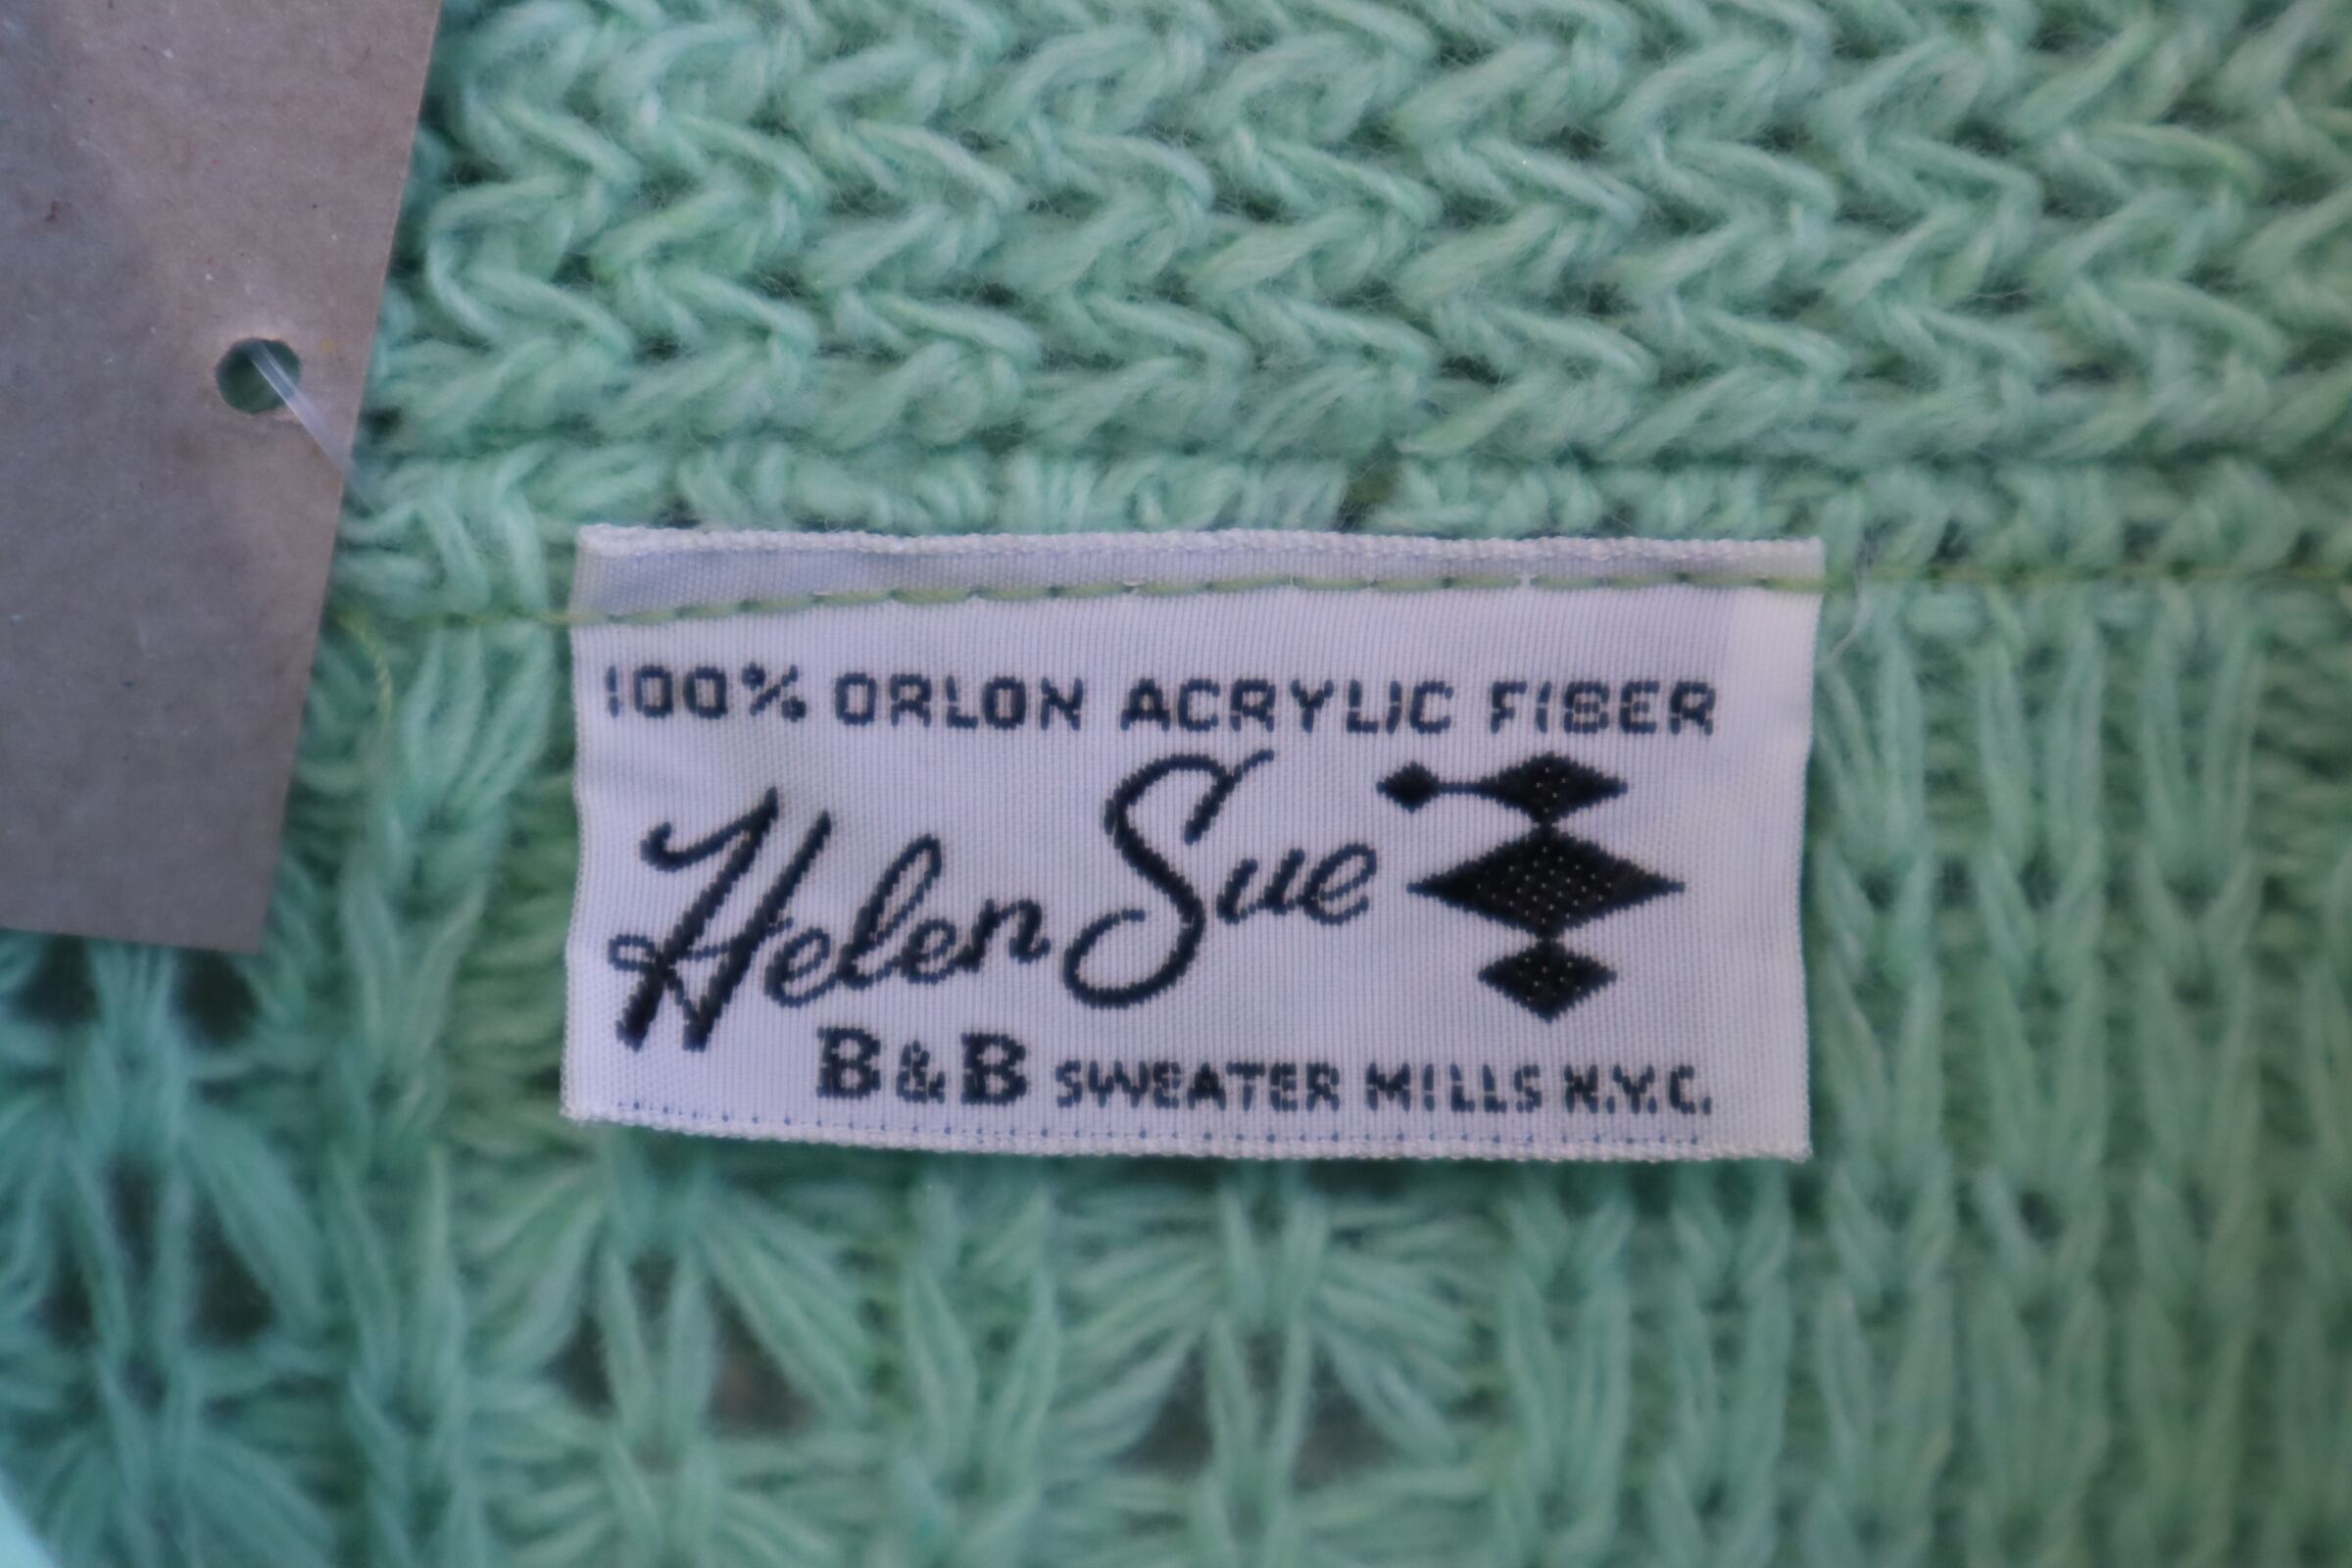 100% ORLON ACRYLIC FIBER
Helen Sue
B&B SWEATER MILLS N.Y.C.